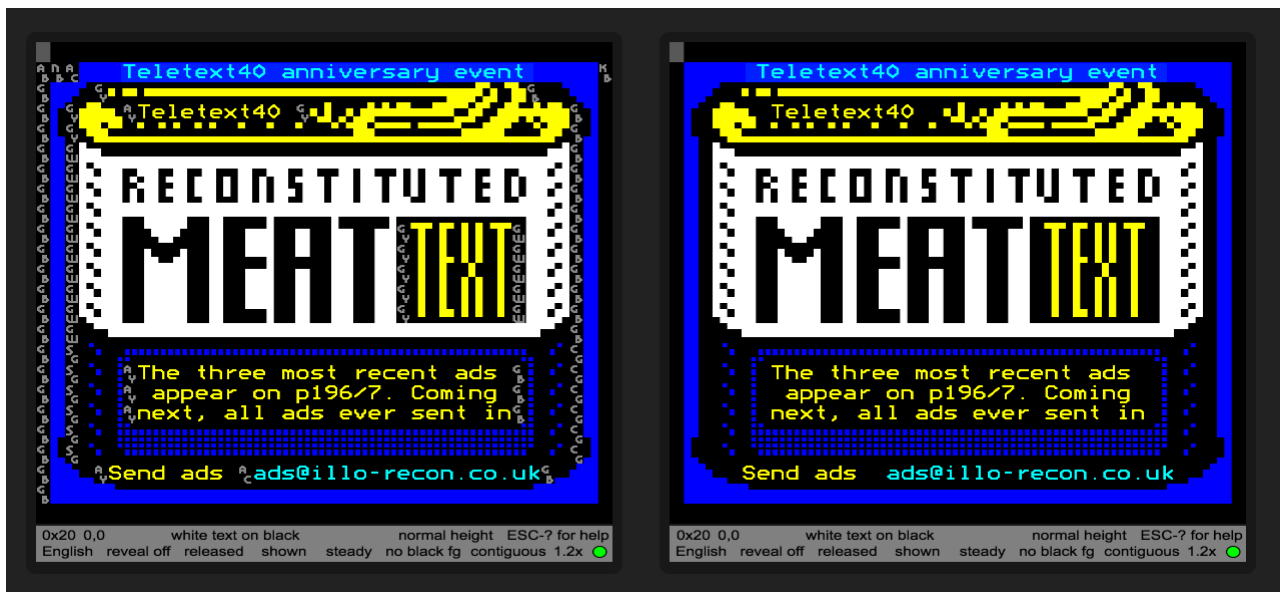 Teletext40 anniversary event
Teletext40
RECONSTITUTED
MEAT TEXT
The three most recent ads
appear on p196/7. Coming
next, all ads ever sent in
Send ads ads@illo-recon.co.uk
0x20 0,0 white text on black normal height ESC-? for help
English reveal off released shown steady no black fg contiguous 1.2x
Teletext40 anniversary event
Teletext40
RECONSTITUTED
MEAT TEXT
The three most recent ads
appear on p196/7. Coming
next, all ads ever sent in
Send ads ads@illo-recon.co.uk
0x20 0,0 white text on black normal height ESC-? for help
English reveal off released shown steady no black fg contiguous 1.2x